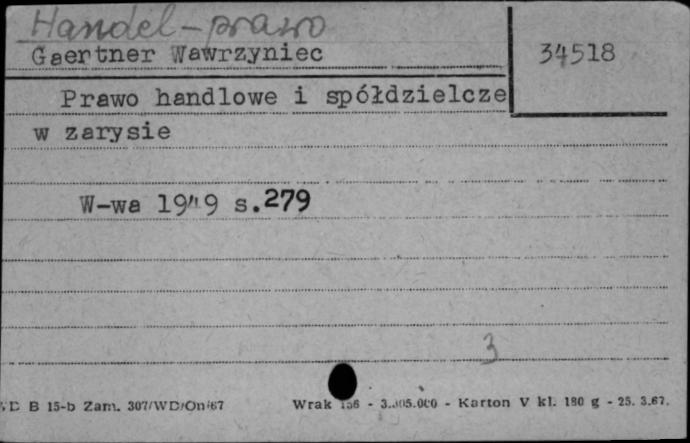 Handel - prawo
Gaertner Wawrzyniec
34518
Prawo handlowe i spółdzielcze
w zarysie
W-wa 1949 s.279
3
B 15-b Zam. 307/WD/On/67
Wrak - - Karton V kl. 180 g - 25. 3.67.